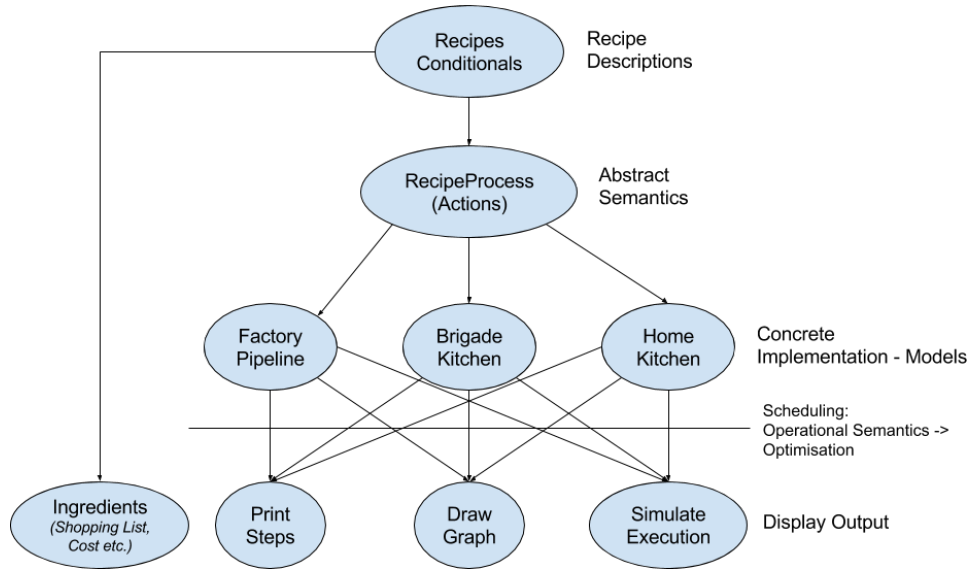 Recipes
Conditionals
Recipe
Descriptions
RecipeProcess
(Actions)
Abstract
Semantics
Factory
Pipeline
Brigade
Kitchen
Home
Kitchen
Concrete
Implementation - Models
Scheduling:
Operational Semantics ->
Optimisation
Ingredients
(Shopping List,
Cost etc.)
Print
Steps
Draw
Graph
Simulate
Execution
Display Output